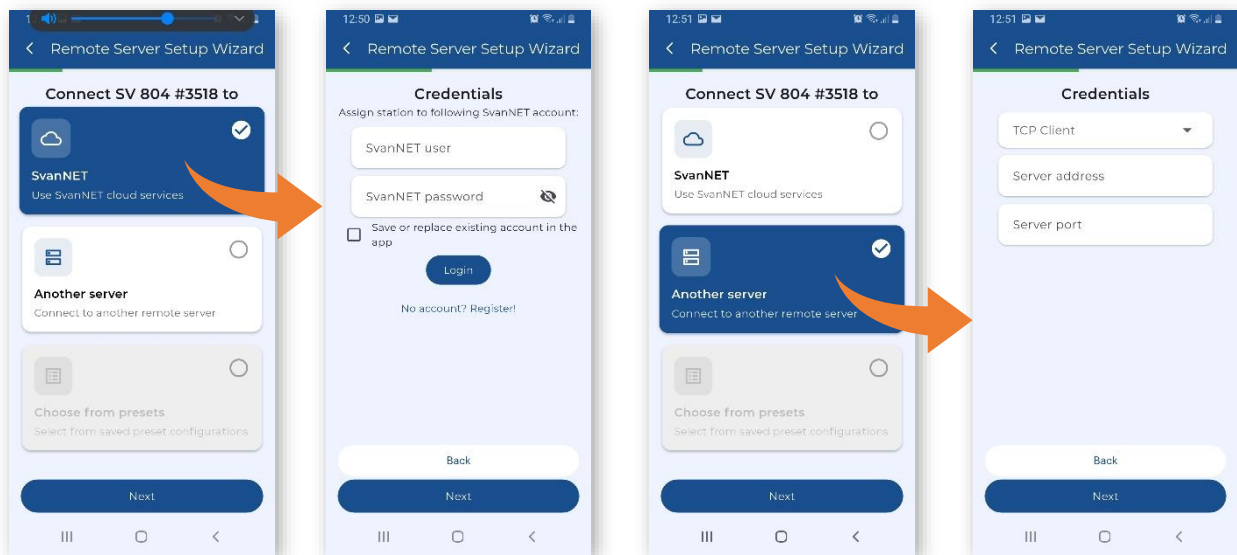 Remote Server Setup Wizard
Connect SV 804 #3518 to
SvanNET
Use SvanNET cloud services
Another server
Connect to another remote server
Choose from presets
Select from saved preset configurations
Next
12:50
Remote Server Setup Wizard
Credentials
Assign station to following SvanNET account:
SvanNET user
SvanNET password
Save or replace existing account in the
app
Login
No account? Register!
Back
Next
12:51
Remote Server Setup Wizard
Connect SV 804 #3518 to
SvanNET
Use SvanNET cloud services
Another server
Connect to another remote server
Choose from presets
Select from saved preset configurations
Next
12:51
Remote Server Setup Wizard
Credentials
TCP Client
Server address
Server port
Back
Next